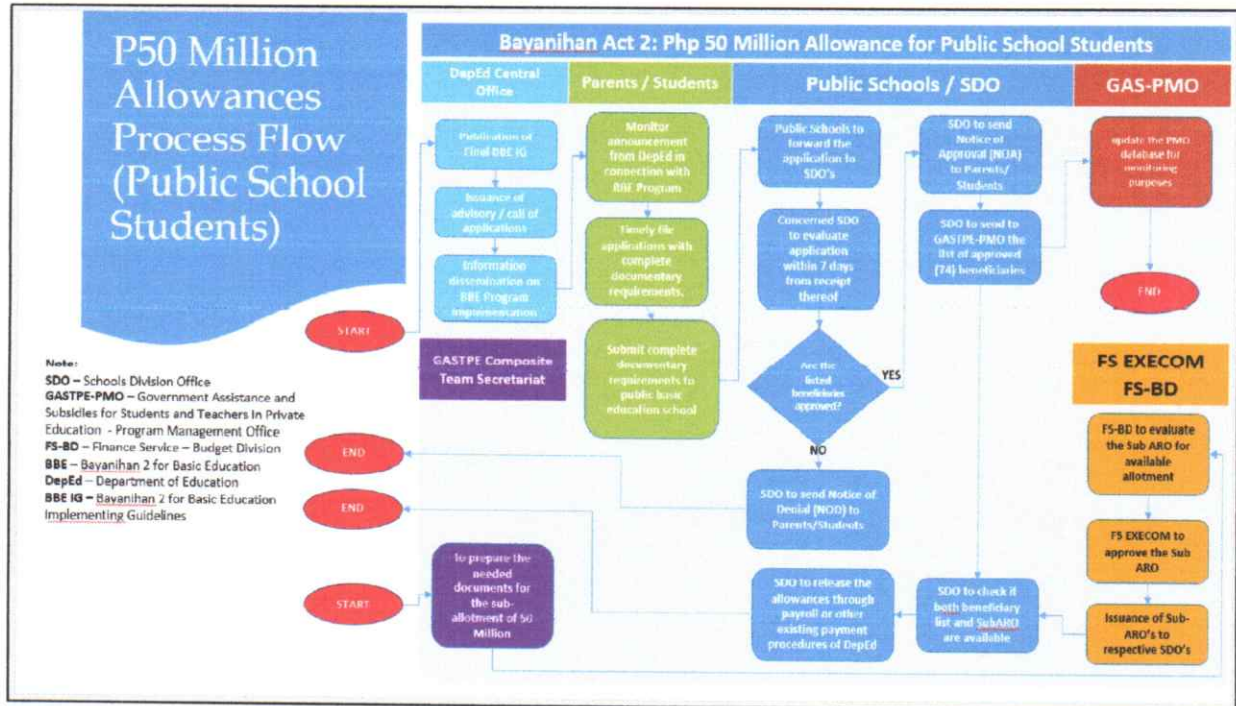 P50 Million
Allowances
Process Flow
(Public School
Students)
Bayanihan Act 2: Php 50 Million Allowance for Public School Students
DepEd Central
Office
Parents / Students
Public Schools / SDO
GAS-PMO
START
Publication of
Final BBE IG
Issuance of
advisory / call of
applications
Information
dissemination on
BBE Program
implementation
GASTPE Composite
Team Secretariat
Monitor
announcement
from DepEd in
connection with
BBE Program
Timely file
applications with
complete
documentary
requirements.
Submit complete
documentary
requirements to
public basic
education school
Public Schools to
forward the
application to
SDO's
Concerned SDO
to evaluate
application
within 7 days
from receipt
thereof
Are the
listed
beneficiaries
approved?
YES
NO
SDO to send Notice of
Denial (NOD) to
Parents/Students
SDO to send
Notice of
Approval (NOA)
to Parents/
Students
SDO to send to
GASTPE-PMO the
list of approved
(74) beneficiaries
update the PMO
database for
monitoring
purposes
END
FS EXECOM
FS-BD
FS-BD to evaluate
the Sub ARO for
available
allotment
FS EXECOM to
approve the Sub
ARO
Issuance of Sub-
ARO's to
respective SDO's
SDO to check if
both beneficiary
list and SubARO
are available
SDO to release the
allowances through
payroll or other
existing payment
procedures of DepEd
Note:
SDO – Schools Division Office
GASTPE-PMO – Government Assistance and
Subsidies for Students and Teachers In Private
Education - Program Management Office
FS-BD – Finance Service – Budget Division
BBE – Bayanihan 2 for Basic Education
DepEd – Department of Education
BBE IG – Bayanihan 2 for Basic Education
Implementing Guidelines
END
END
START
To prepare the
needed
documents for
the sub-
allotment of 50
Million